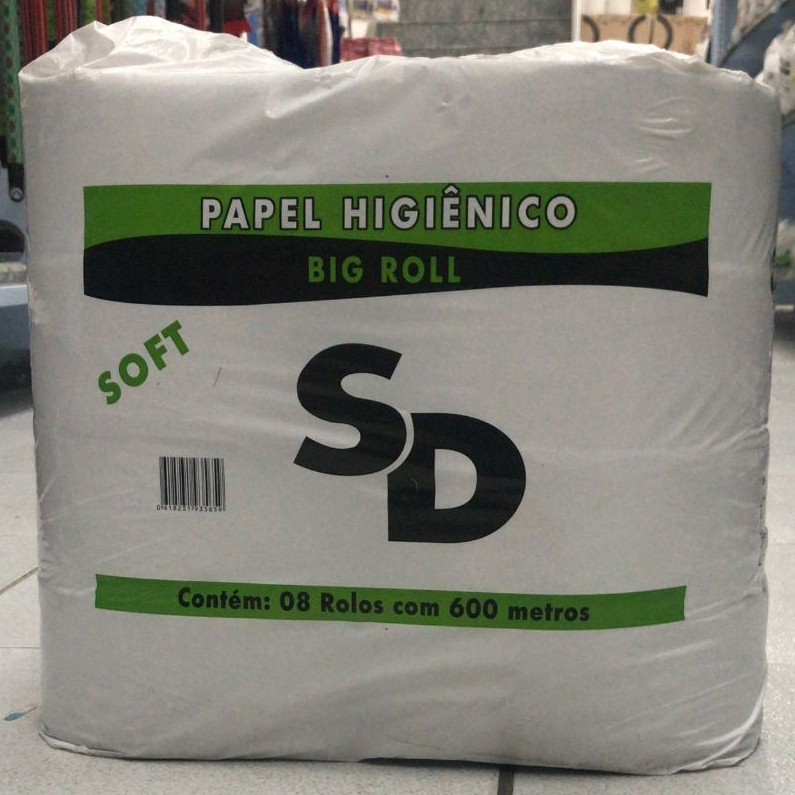 PAPEL HIGIÊNICO
BIG ROLL
SOFT
SD
Contém: 08 Rolos com 600 metros